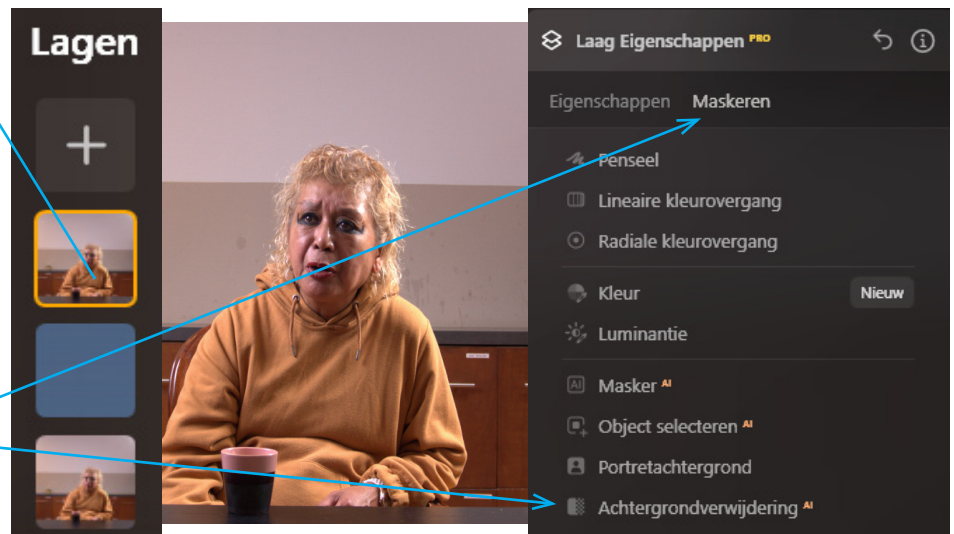 Lagen
Laag Eigenschappen PRO
Eigenschappen Maskeren
Penseel
Lineaire kleurovergang
Radiale kleurovergang
Kleur Nieuw
Luminantie
AI Masker AI
Object selecteren AI
Portretachtergrond
Achtergrondverwijdering AI